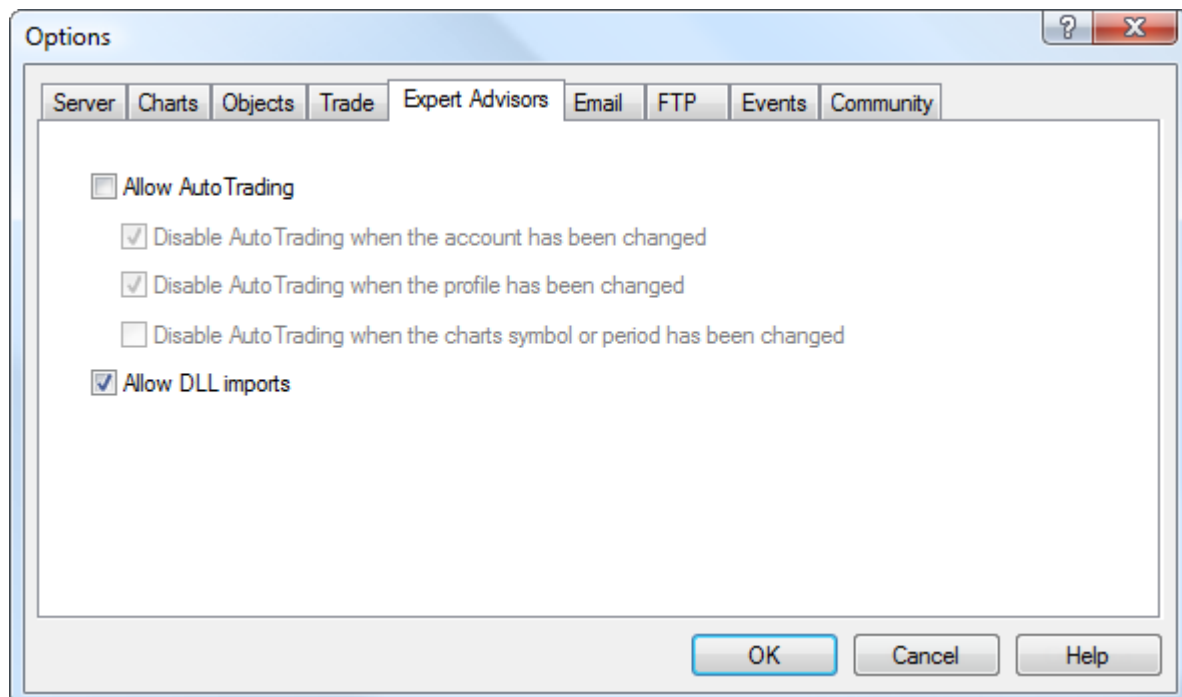 Options
Server Charts Objects Trade Expert Advisors Email FTP Events Community
Allow AutoTrading
Disable AutoTrading when the account has been changed
Disable AutoTrading when the profile has been changed
Disable AutoTrading when the charts symbol or period has been changed
Allow DLL imports
OK Cancel Help